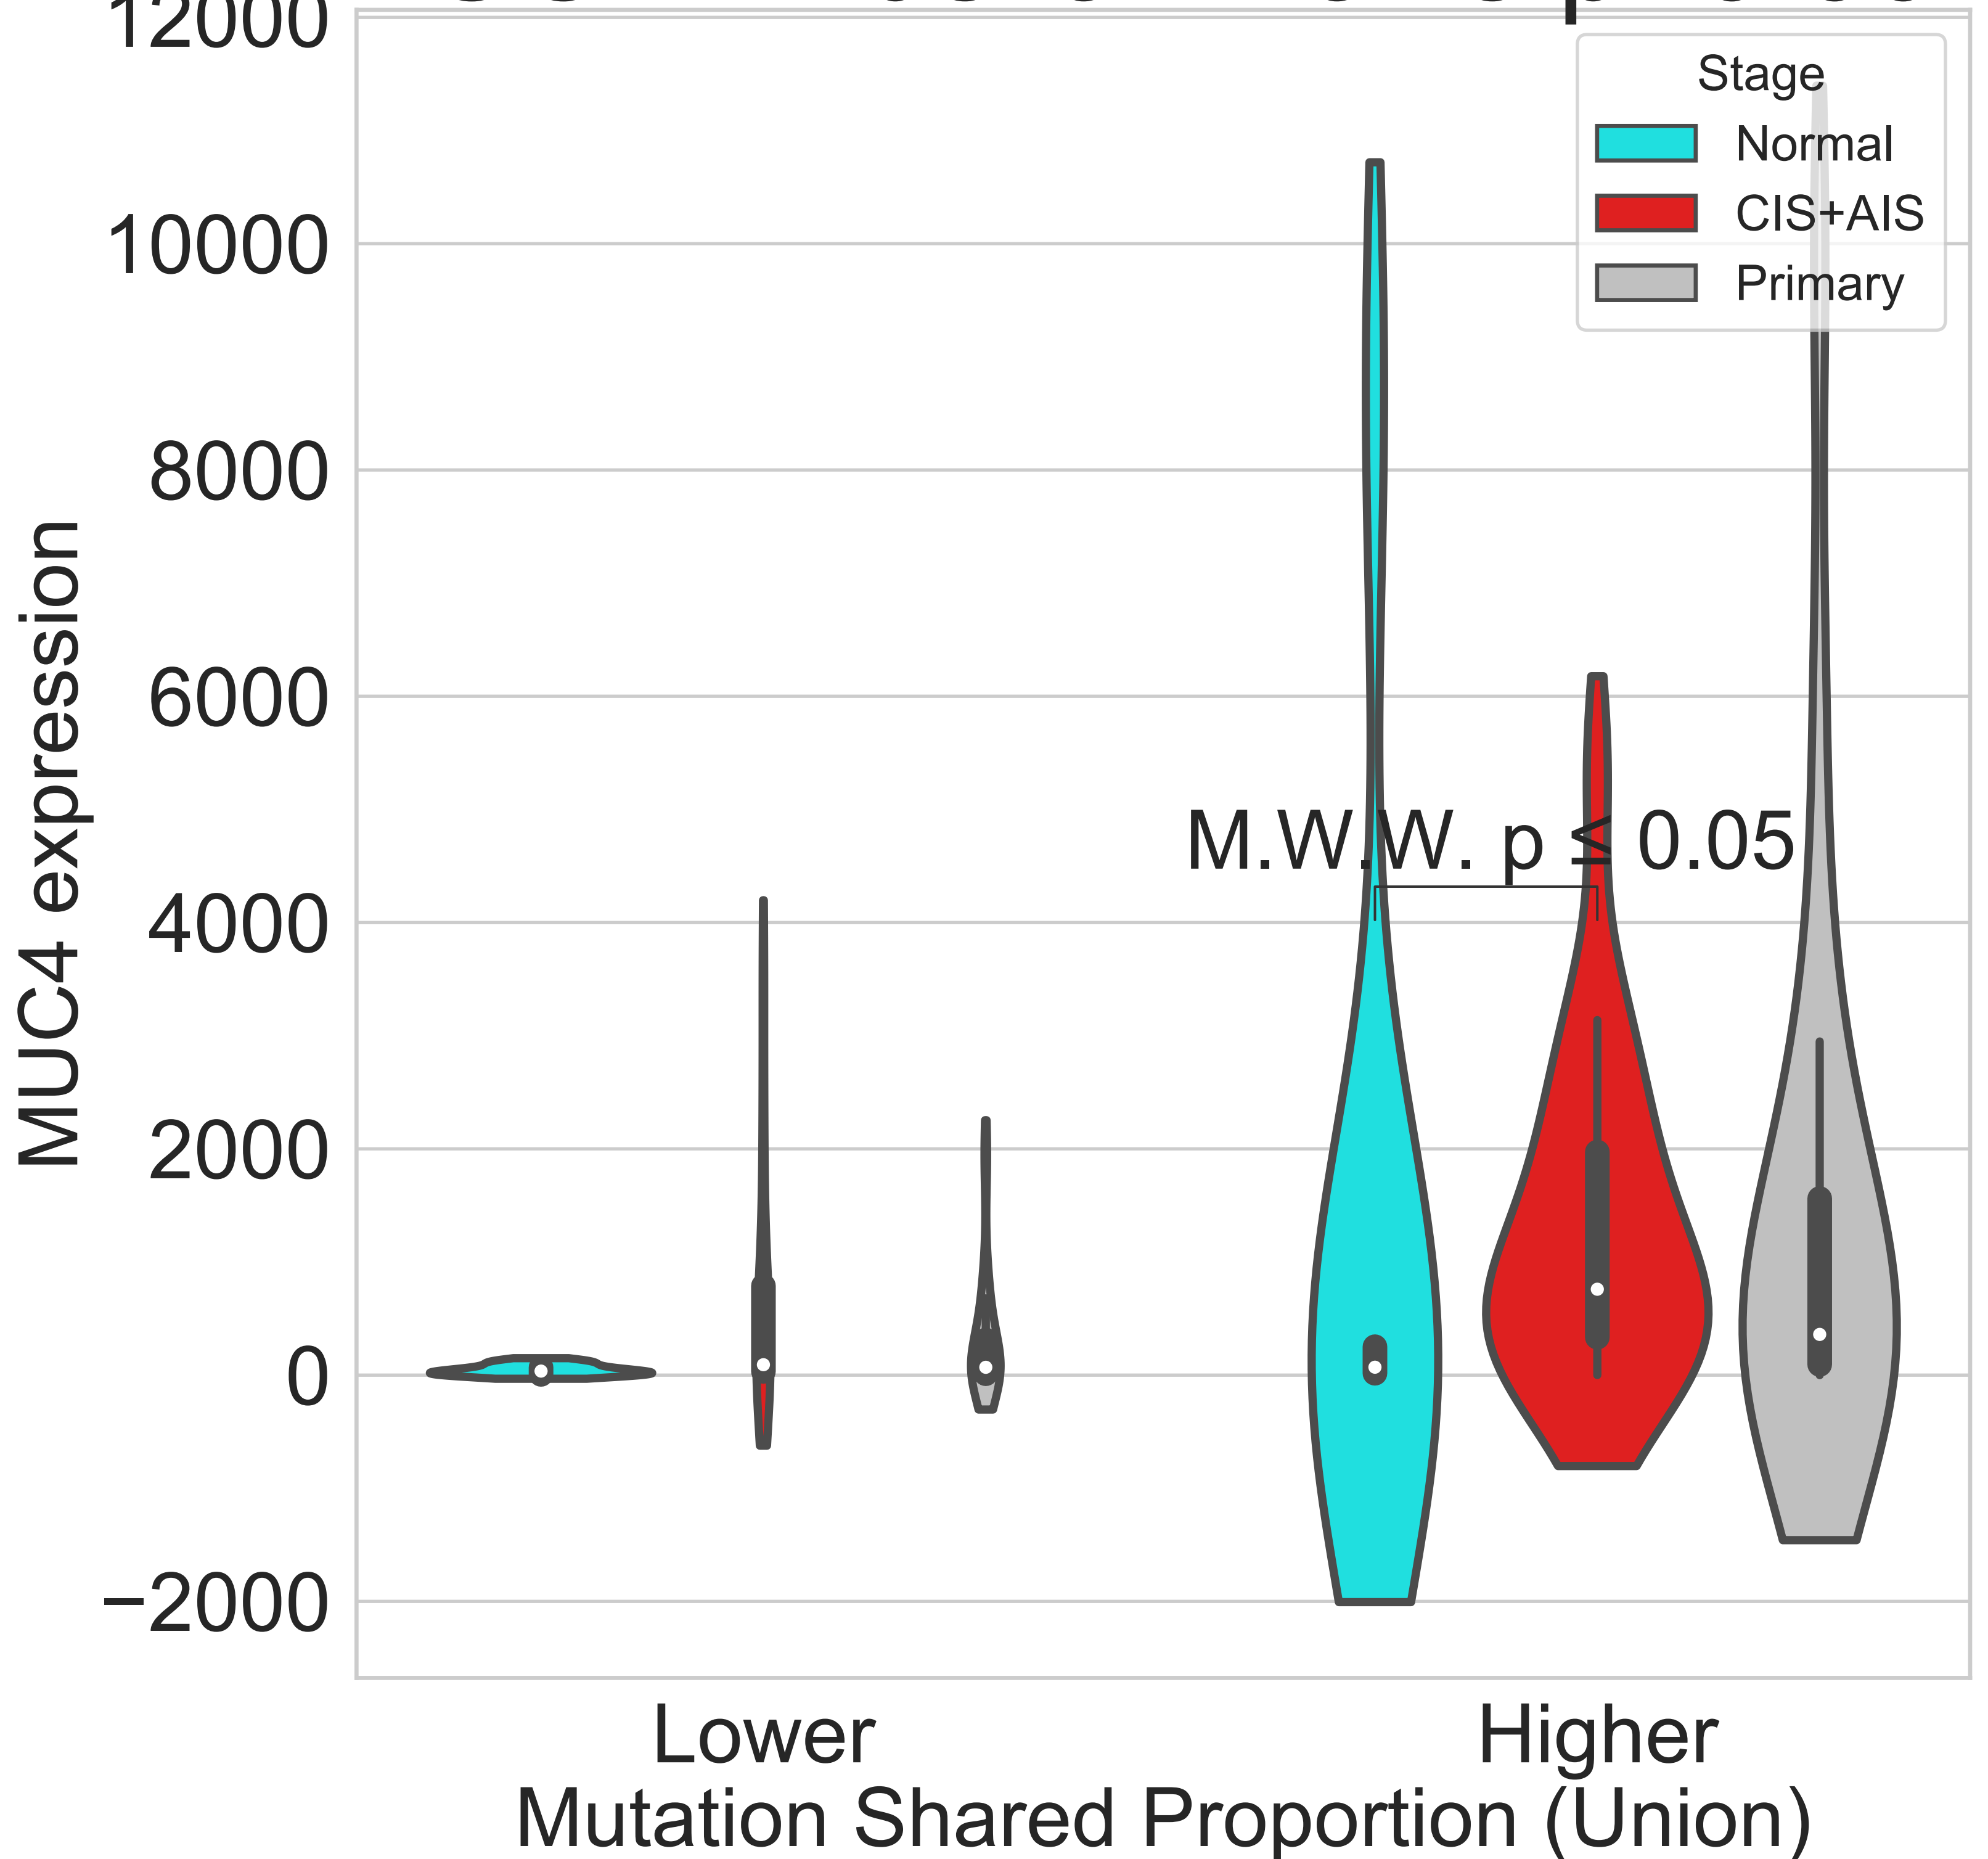 12000
10000
8000
6000
4000
2000
0
−2000
MUC4 expression
Stage
Normal
CIS+AIS
Primary
M.W.W. p ≤ 0.05
Lower
Higher
Mutation Shared Proportion (Union)